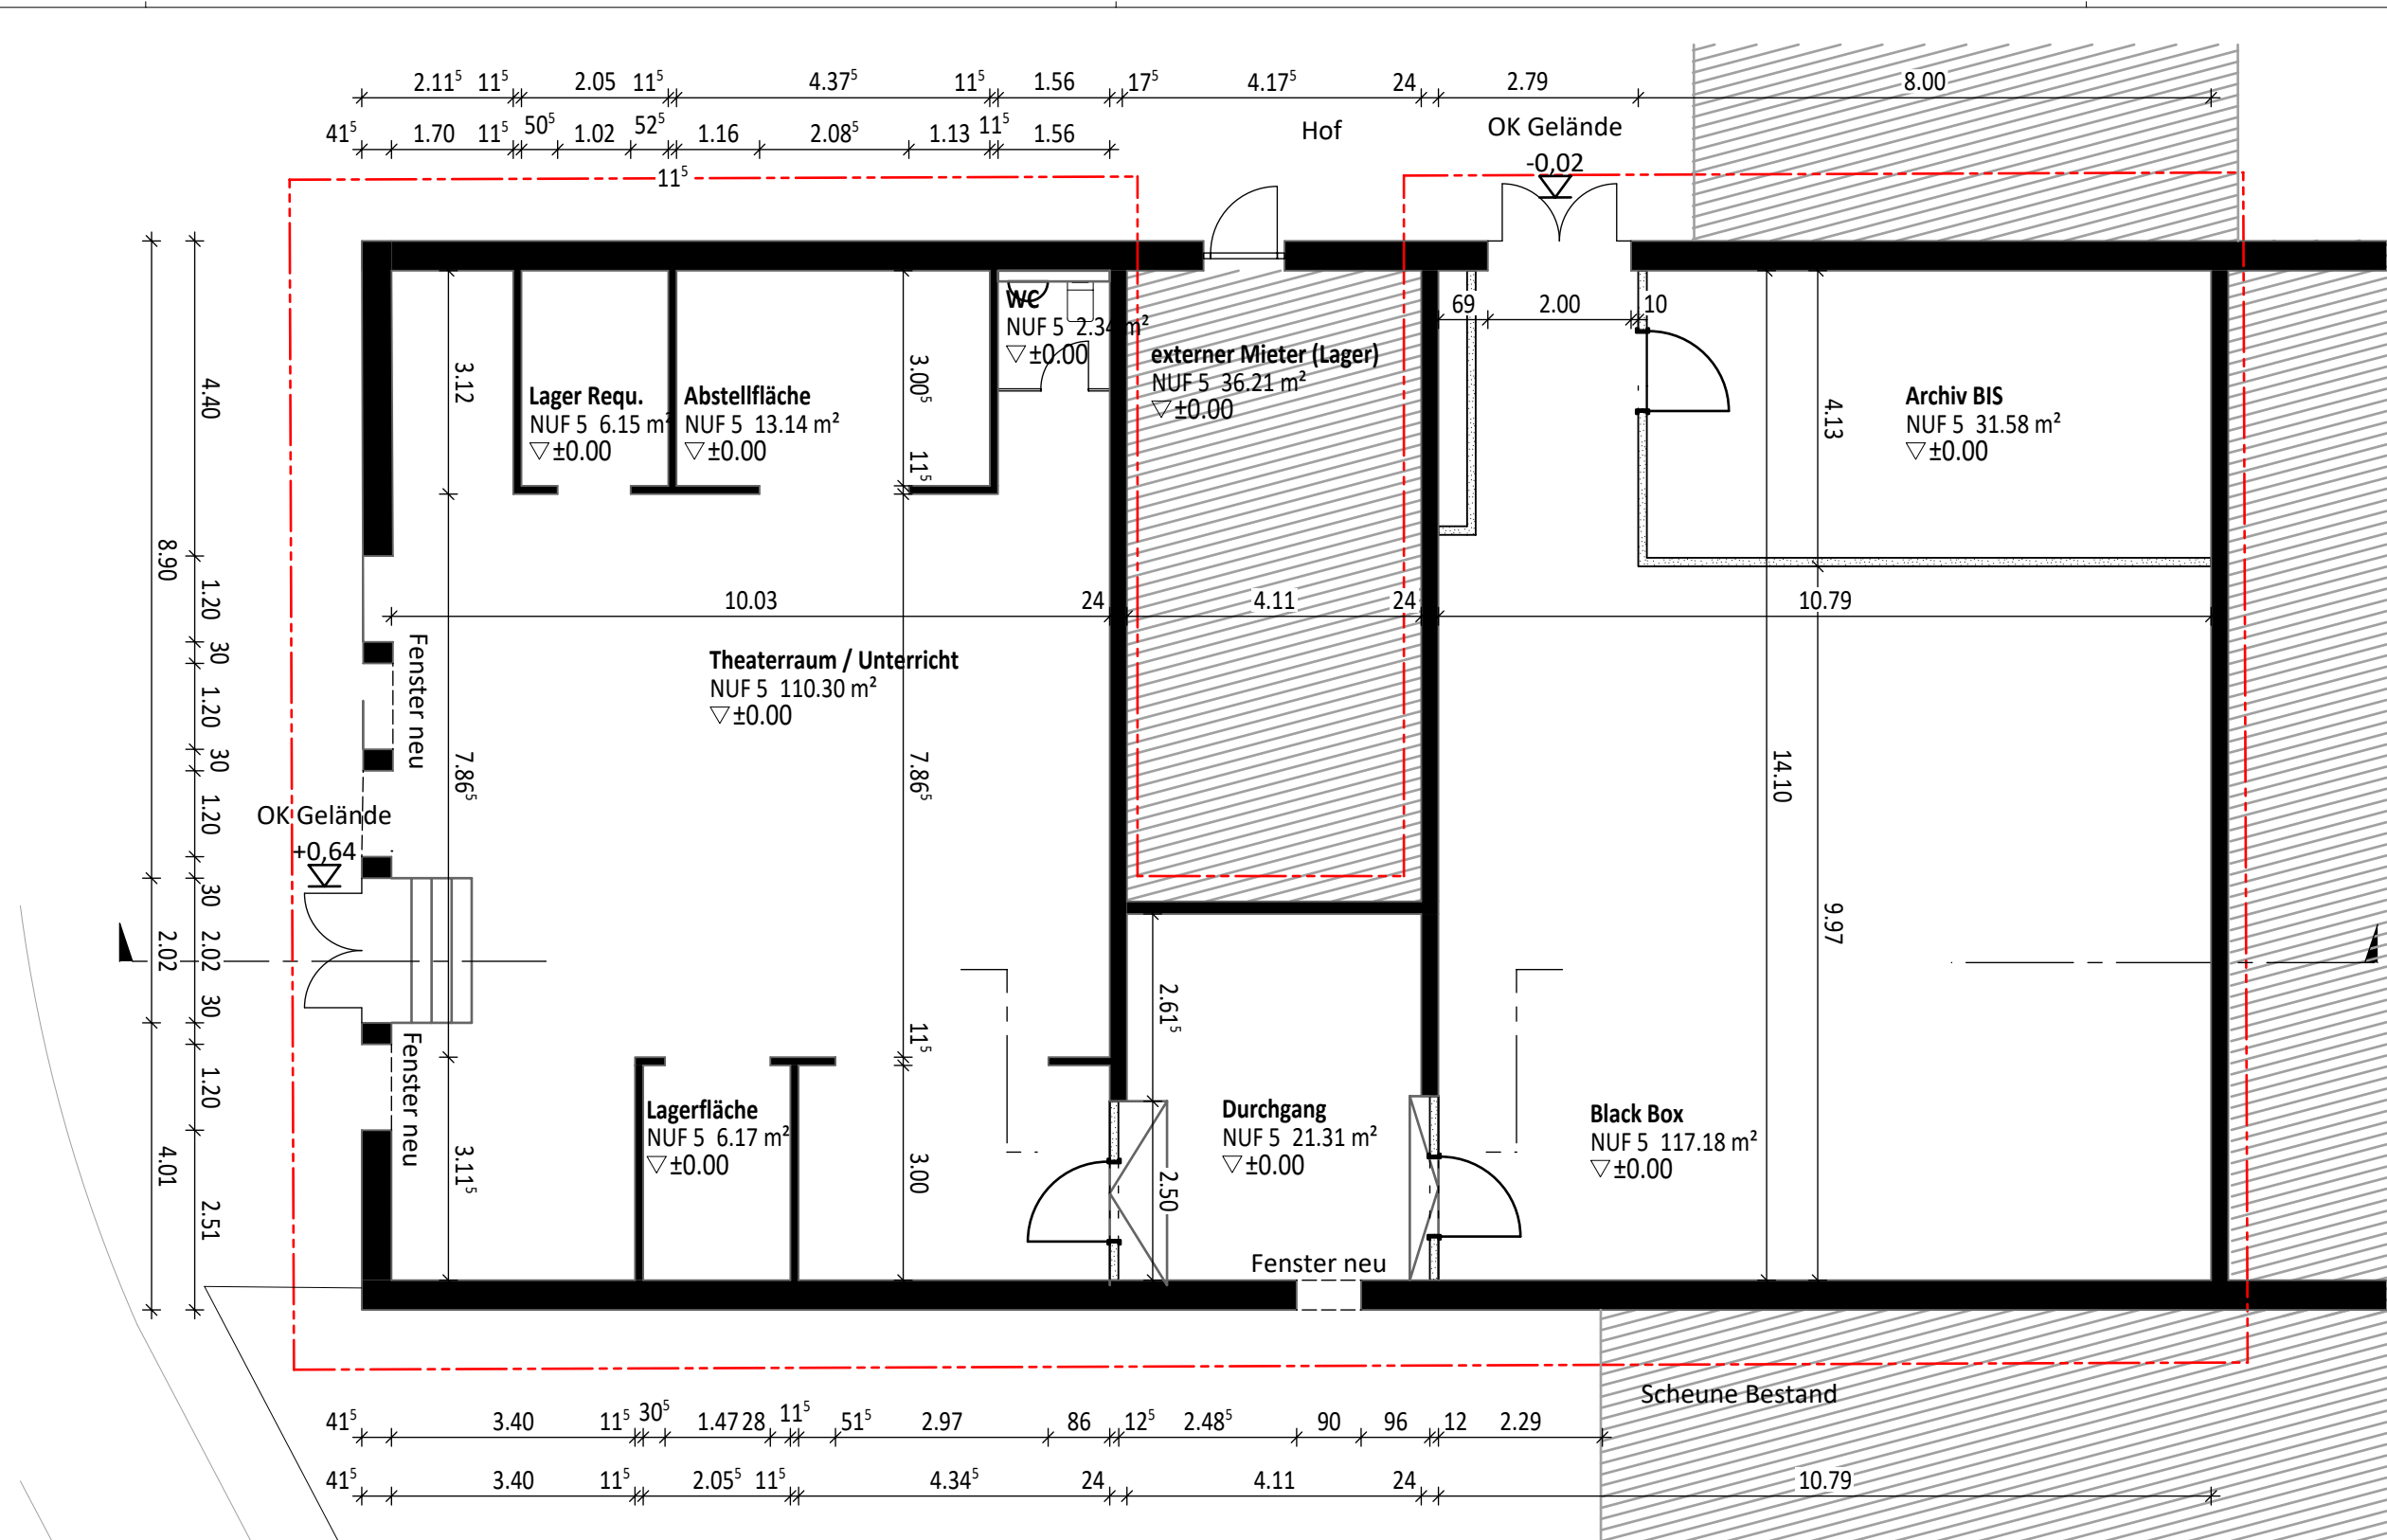 2.11⁵ 11⁵ 2.05 11⁵ 4.37⁵ 11⁵ 1.56 17⁵ 4.17⁵ 24 2.79 8.00
41⁵ 1.70 11⁵ 50⁵ 1.02 52⁵ 1.16 2.08⁵ 1.13 11⁵ 1.56
Hof
OK Gelände
-0,02
11⁵
69 2.00 10
WC
NUF 5 2.34 m²
±0.00
externer Mieter (Lager)
NUF 5 36.21 m²
±0.00
Lager Requ.
NUF 5 6.15 m²
±0.00
Abstellfläche
NUF 5 13.14 m²
±0.00
Archiv BIS
NUF 5 31.58 m²
±0.00
3.12
3.00⁵
11⁵
4.13
4.40
8.90
1.20
30
1.20
30
1.20
30
2.02
2.02
30
1.20
4.01
2.51
10.03 24 4.11 24 10.79
Fenster neu
Theaterraum / Unterricht
NUF 5 110.30 m²
±0.00
7.86⁵
7.86⁵
14.10
9.97
OK Gelände
+0,64
2.61⁵
11⁵
Fenster neu
3.11⁵
3.00
2.50
Lagerfläche
NUF 5 6.17 m²
±0.00
Durchgang
NUF 5 21.31 m²
±0.00
Black Box
NUF 5 117.18 m²
±0.00
Fenster neu
Scheune Bestand
41⁵ 3.40 11⁵ 30⁵ 1.47 28 11⁵ 51⁵ 2.97 86 12⁵ 2.48⁵ 90 96 12 2.29
41⁵ 3.40 11⁵ 2.05⁵ 11⁵ 4.34⁵ 24 4.11 24 10.79